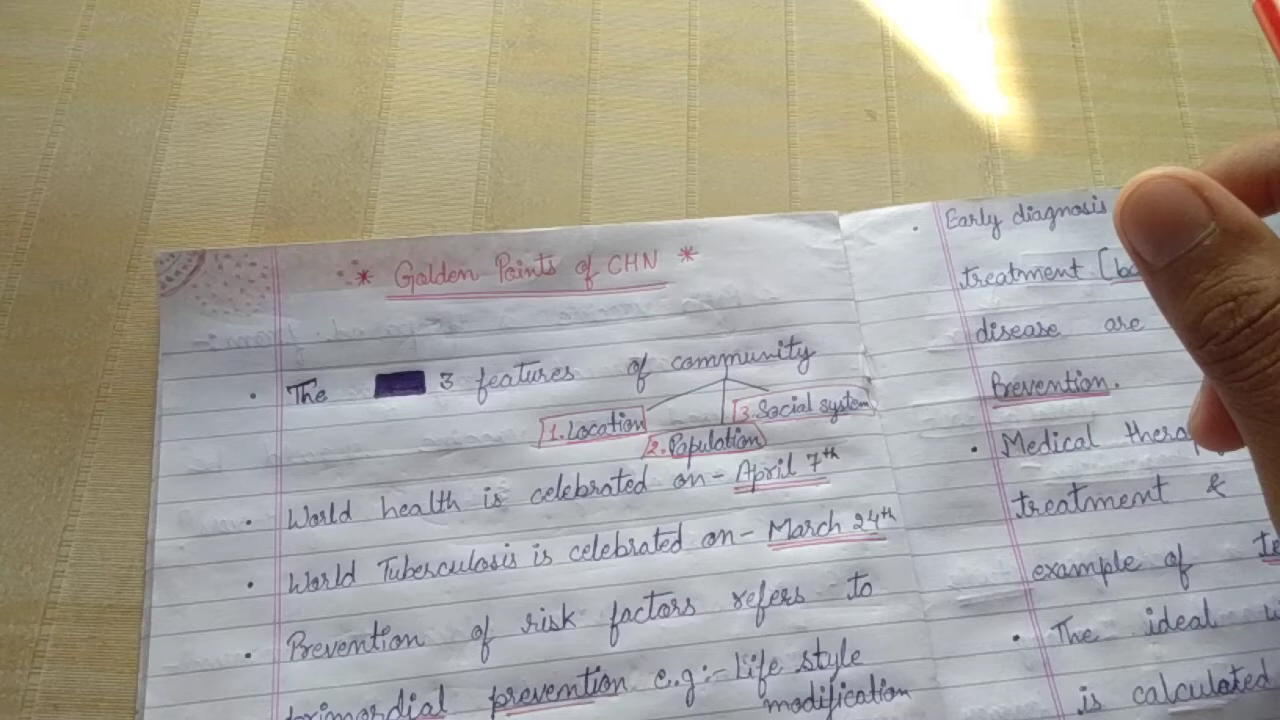 * Golden Points of CHN *
• The 3 features of community
1. Location
2. Population
3. Social system
• World health is celebrated on - April 7th
• World Tuberculosis is celebrated on - March 24th
• Prevention of risk factors refers to
primordial prevention e.g:- Life style
modification
• Early diagnosis
treatment
disease are
Prevention.
• Medical
treatment &
example of
• The ideal
is calculated